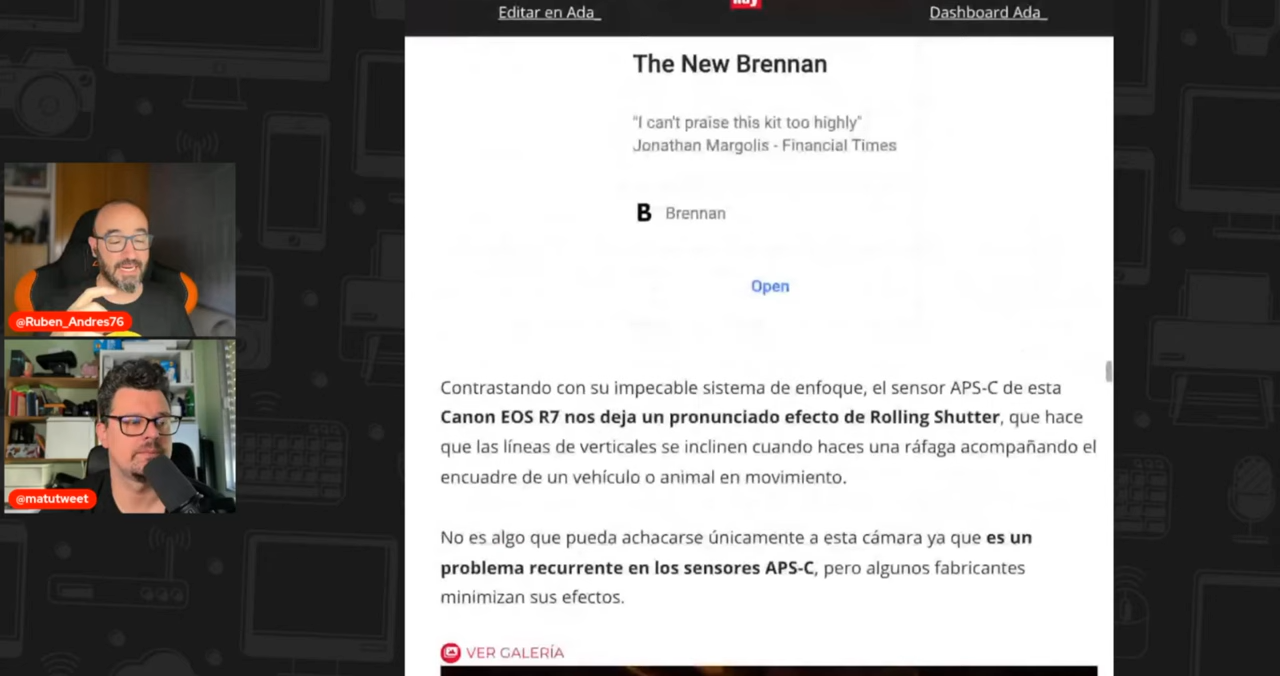 Editar en Ada_
Dashboard Ada_
The New Brennan
"I can't praise this kit too highly"
Jonathan Margolis - Financial Times
B Brennan
Open
@Ruben_Andres76
@matutweet
Contrastando con su impecable sistema de enfoque, el sensor APS-C de esta
Canon EOS R7 nos deja un pronunciado efecto de Rolling Shutter, que hace
que las líneas de verticales se inclinen cuando haces una ráfaga acompañando el
encuadre de un vehículo o animal en movimiento.
No es algo que pueda achacarse únicamente a esta cámara ya que es un
problema recurrente en los sensores APS-C, pero algunos fabricantes
minimizan sus efectos.
VER GALERÍA